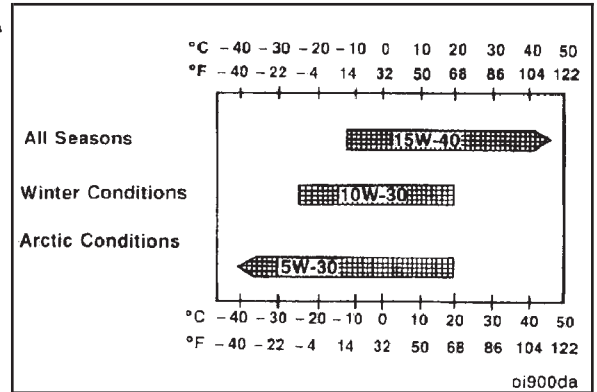 °C -40 -30 -20 -10 0 10 20 30 40 50
°F -40 -22 -4 14 32 50 68 86 104 122
All Seasons 15W-40
Winter Conditions 10W-30
Arctic Conditions
5W-30
°C -40 -30 -20 -10 0 10 20 30 40 50
°F -40 -22 -4 14 32 50 68 86 104 122
oi900da